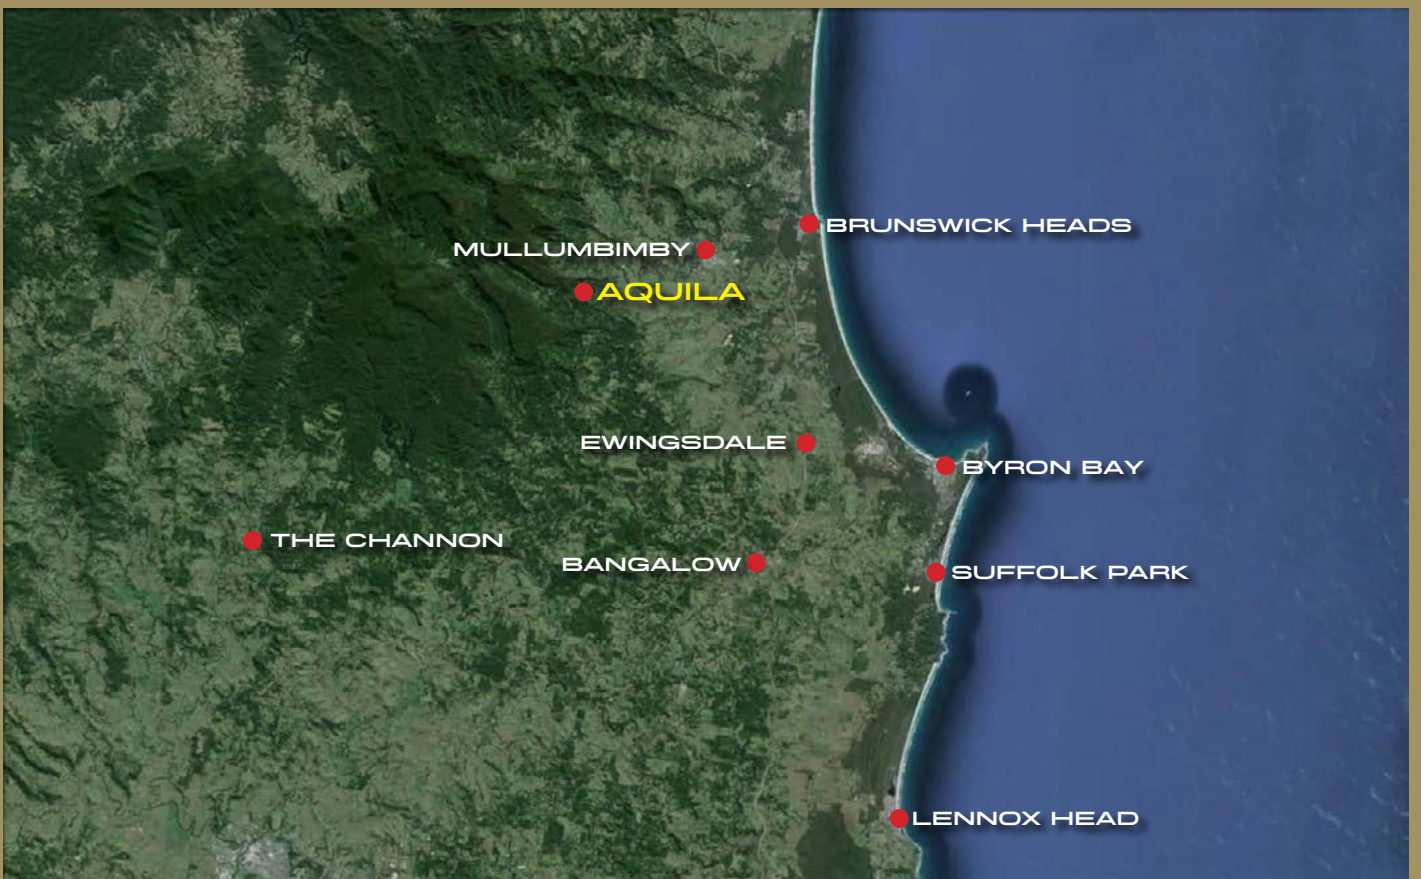 BRUNSWICK HEADS
MULLUMBIMBY
AQUILA
EWINGSDALE
BYRON BAY
THE CHANNON
BANGALOW
SUFFOLK PARK
LENNOX HEAD